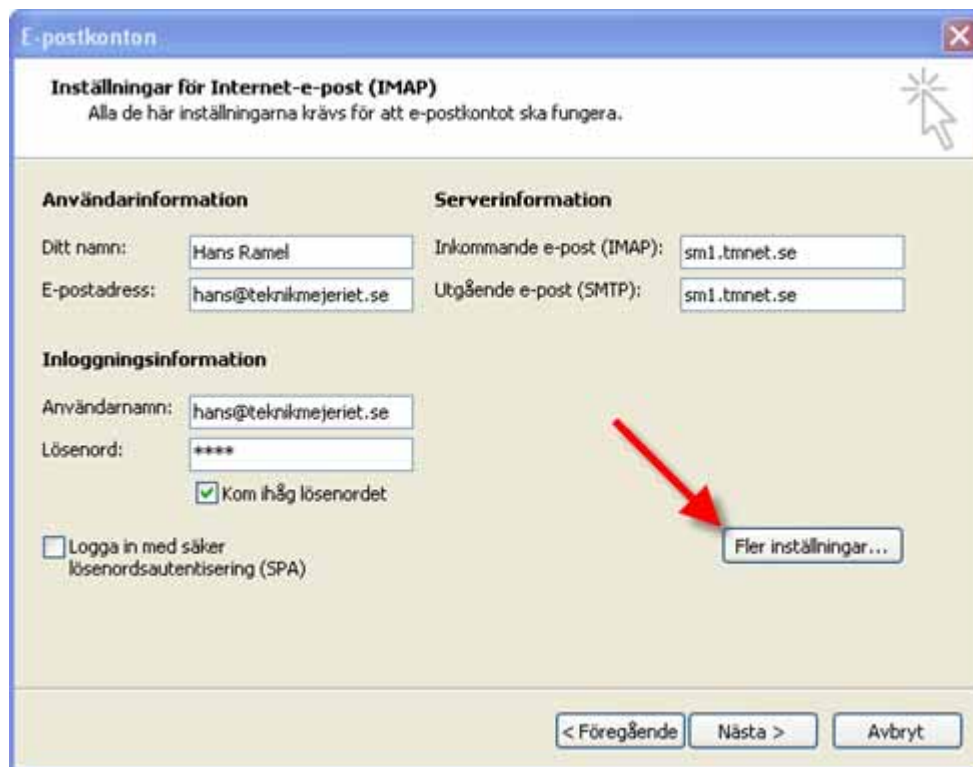 E-postkonton
Inställningar för Internet-e-post (IMAP)
Alla de här inställningarna krävs för att e-postkontot ska fungera.
Användarinformation
Ditt namn: Hans Ramel
E-postadress: hans@teknikmejeriet.se
Serverinformation
Inkommande e-post (IMAP): sm1.tmnet.se
Utgående e-post (SMTP): sm1.tmnet.se
Inloggningsinformation
Användarnamn: hans@teknikmejeriet.se
Lösenord: ****
Kom ihåg lösenordet
Logga in med säker
lösenordsautentisering (SPA)
Fler inställningar...
< Föregående Nästa > Avbryt